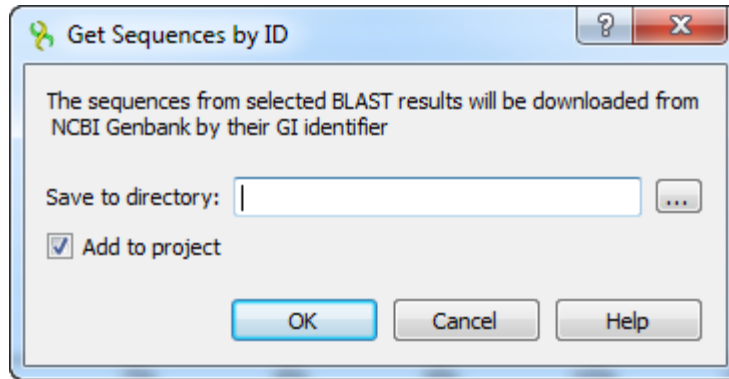 Get Sequences by ID
The sequences from selected BLAST results will be downloaded from
NCBI Genbank by their GI identifier
Save to directory:
...
Add to project
OK
Cancel
Help